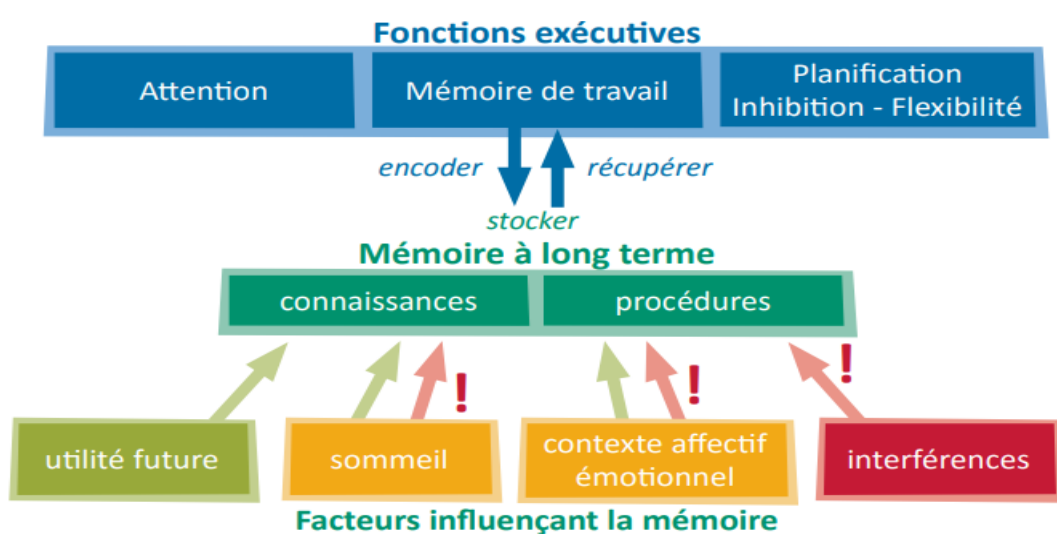 Fonctions exécutives
Attention
Mémoire de travail
Planification
Inhibition - Flexibilité
encoder
récupérer
stocker
Mémoire à long terme
connaissances
procédures
!
!
!
utilité future
sommeil
contexte affectif
émotionnel
interférences
Facteurs influençant la mémoire